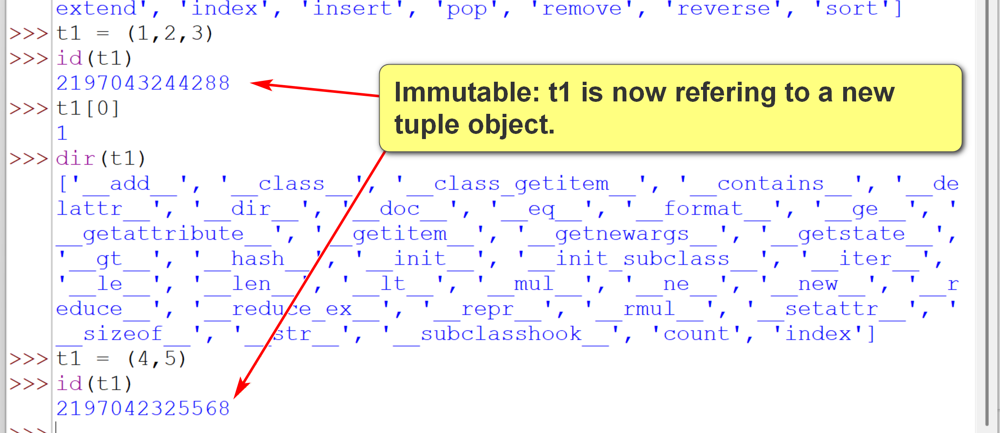 extend', 'index', 'insert', 'pop', 'remove', 'reverse', 'sort']
>>> t1 = (1,2,3)
>>> id(t1)
2197043244288
>>> t1[0]
1
>>> dir(t1)
['__add__', '__class__', '__class_getitem__', '__contains__', '__de
lattr__', '__dir__', '__doc__', '__eq__', '__format__', '__ge__', '
__getattribute__', '__getitem__', '__getnewargs__', '__getstate__',
'__gt__', '__hash__', '__init__', '__init_subclass__', '__iter__',
'__le__', '__len__', '__lt__', '__mul__', '__ne__', '__new__', '__r
educe__', '__reduce_ex__', '__repr__', '__rmul__', '__setattr__', '
__sizeof__', '__str__', '__subclasshook__', 'count', 'index']
>>> t1 = (4,5)
>>> id(t1)
2197042325568
>>>
Immutable: t1 is now refering to a new
tuple object.